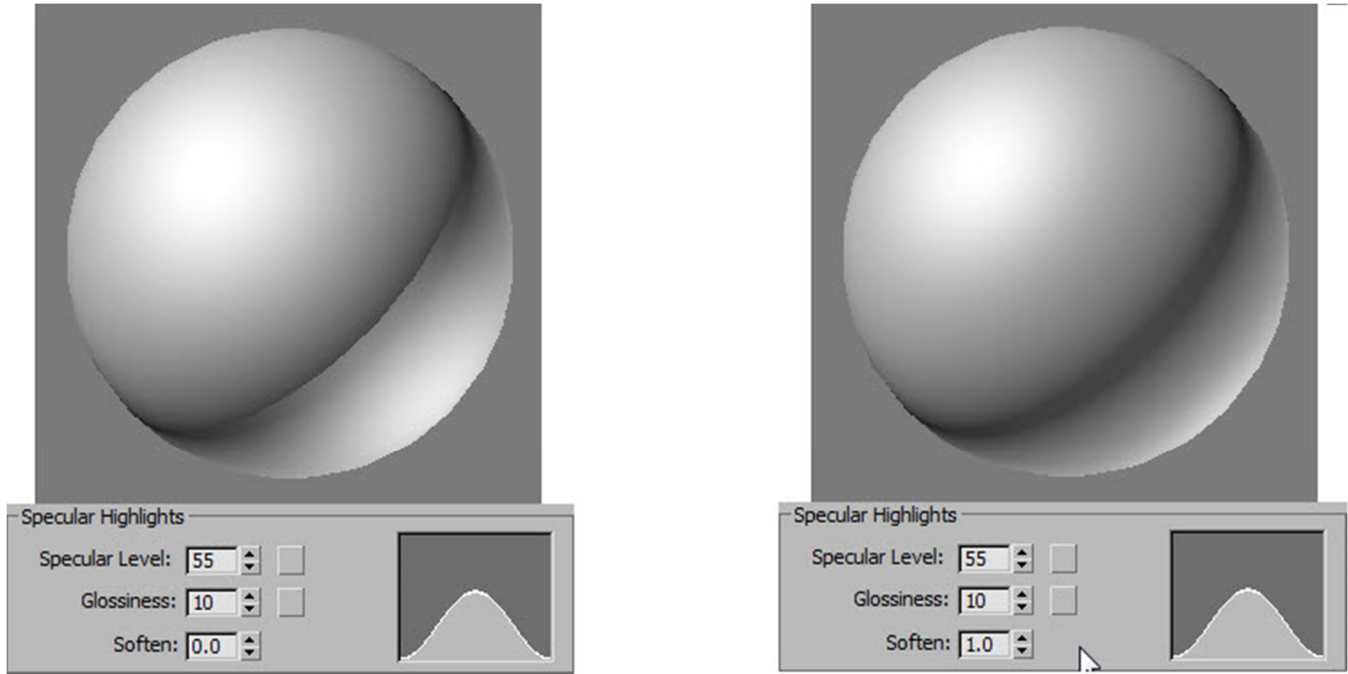 Specular Highlights
Specular Level: 55
Glossiness: 10
Soften: 0.0
Specular Highlights
Specular Level: 55
Glossiness: 10
Soften: 1.0